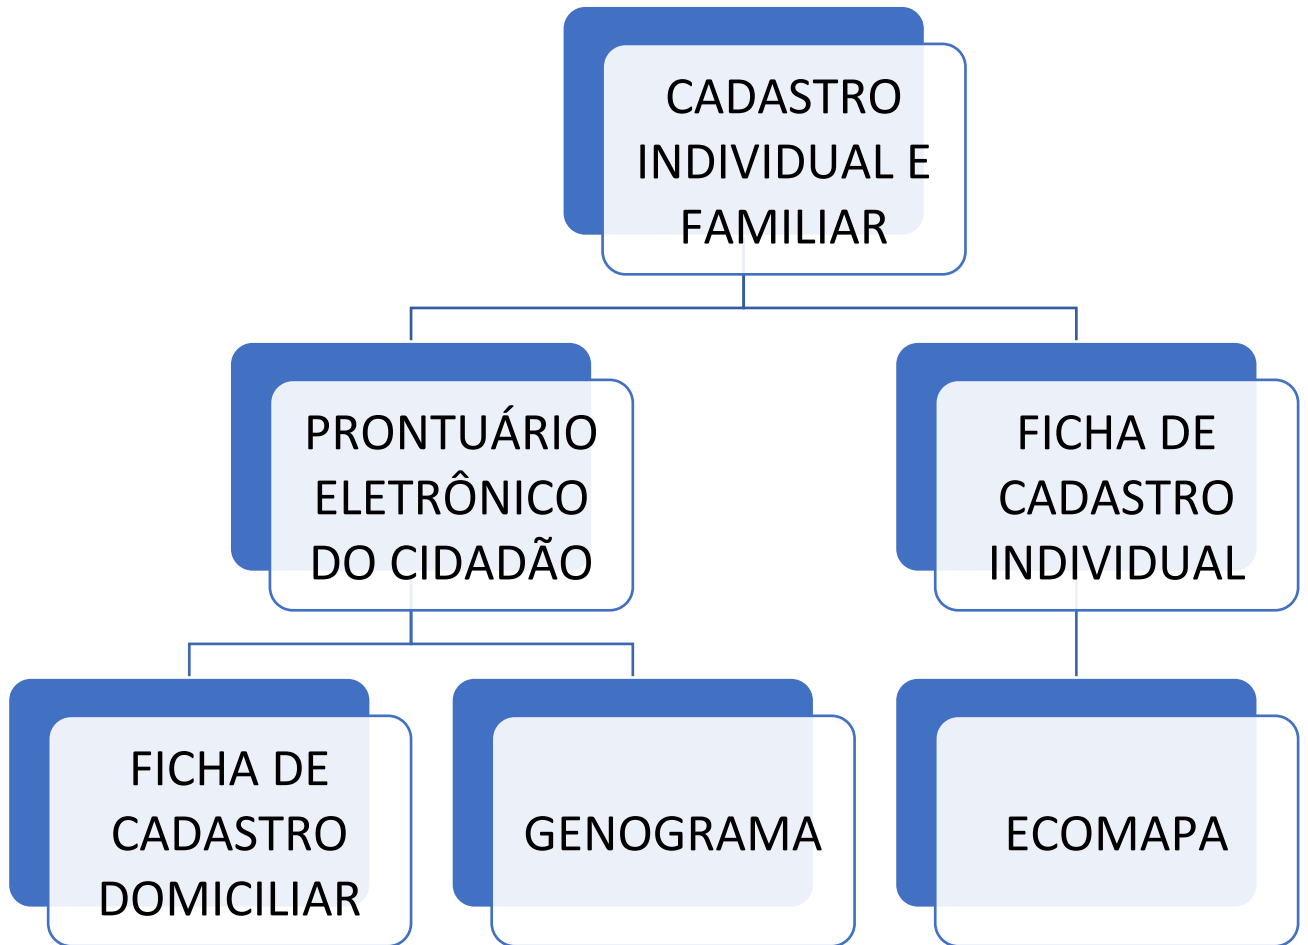 CADASTRO
INDIVIDUAL E
FAMILIAR
PRONTUÁRIO
ELETRÔNICO
DO CIDADÃO
FICHA DE
CADASTRO
INDIVIDUAL
FICHA DE
CADASTRO
DOMICILIAR
GENOGRAMA
ECOMAPA